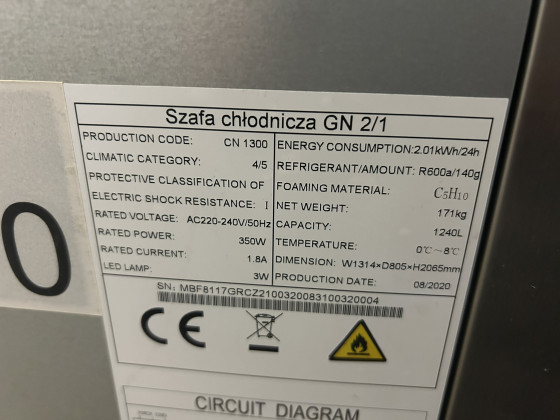 Szafa chłodnicza GN 2/1
PRODUCTION CODE: CN 1300
CLIMATIC CATEGORY: 4/5
PROTECTIVE CLASSIFICATION OF
ELECTRIC SHOCK RESISTANCE: I
RATED VOLTAGE: AC220-240V/50Hz
RATED POWER: 350W
RATED CURRENT: 1.8A
LED LAMP: 3W
ENERGY CONSUMPTION:2.01kWh/24h
REFRIGERANT/AMOUNT: R600a/140g
FOAMING MATERIAL: C5H10
NET WEIGHT: 171kg
CAPACITY: 1240L
TEMPERATURE: 0℃~8℃
DIMENSION: W1314×D805×H2065mm
PRODUCTION DATE: 08/2020
SN: MBF8117GRCZ2100320083100320004
CE
0
CIRCUIT DIAGRAM